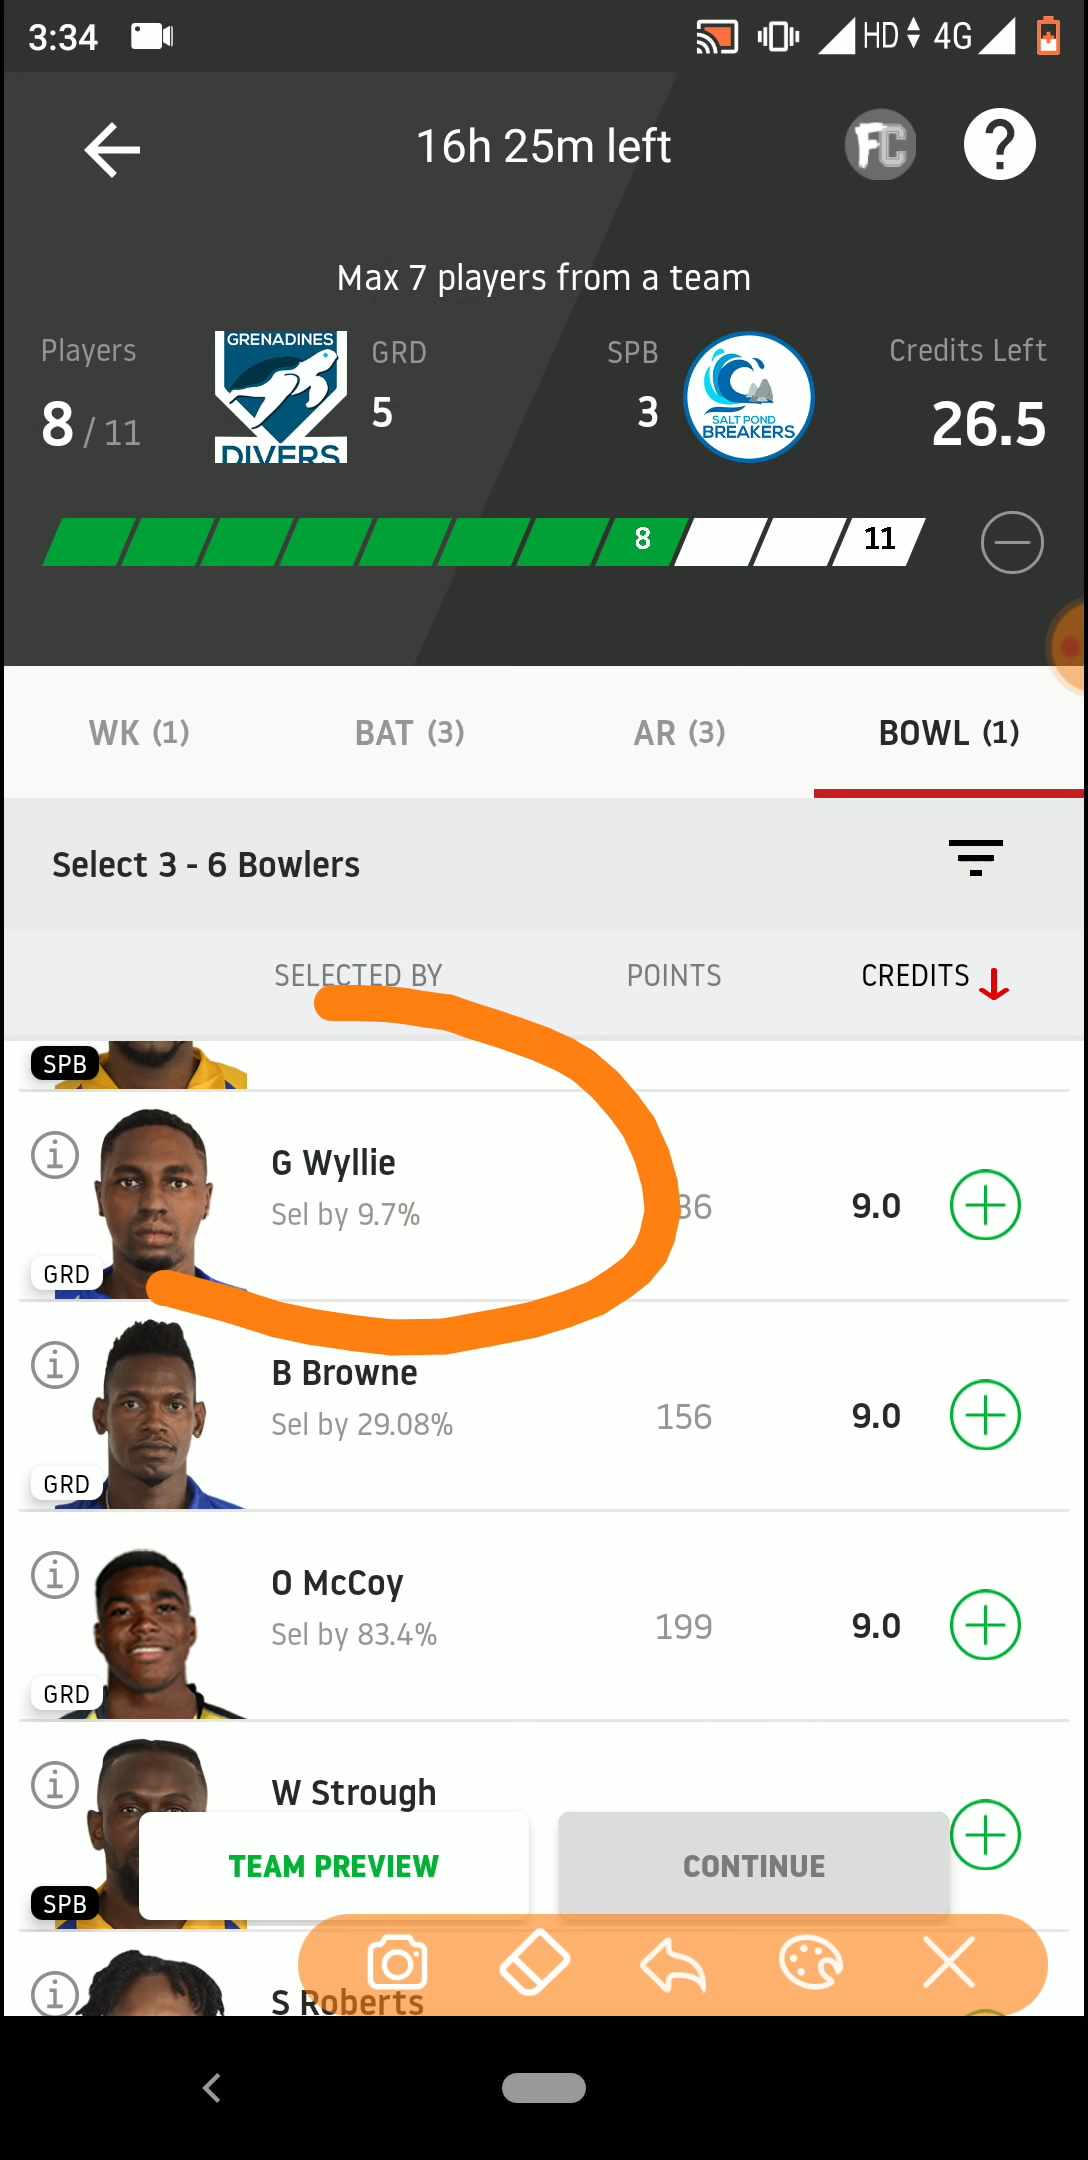 3:34 HD 4G
16h 25m left FC ?
Max 7 players from a team
Players GRD SPB Credits Left
8 / 11 5 3 26.5
GRENADINES
DIVERS
SALT POND
BREAKERS
8 11
WK (1) BAT (3) AR (3) BOWL (1)
Select 3 - 6 Bowlers
SELECTED BY POINTS CREDITS
SPB
G Wyllie
Sel by 9.7% 9.0
GRD
B Browne
Sel by 29.08% 156 9.0
GRD
O McCoy
Sel by 83.4% 199 9.0
GRD
W Strough
TEAM PREVIEW CONTINUE
SPB
S Roberts